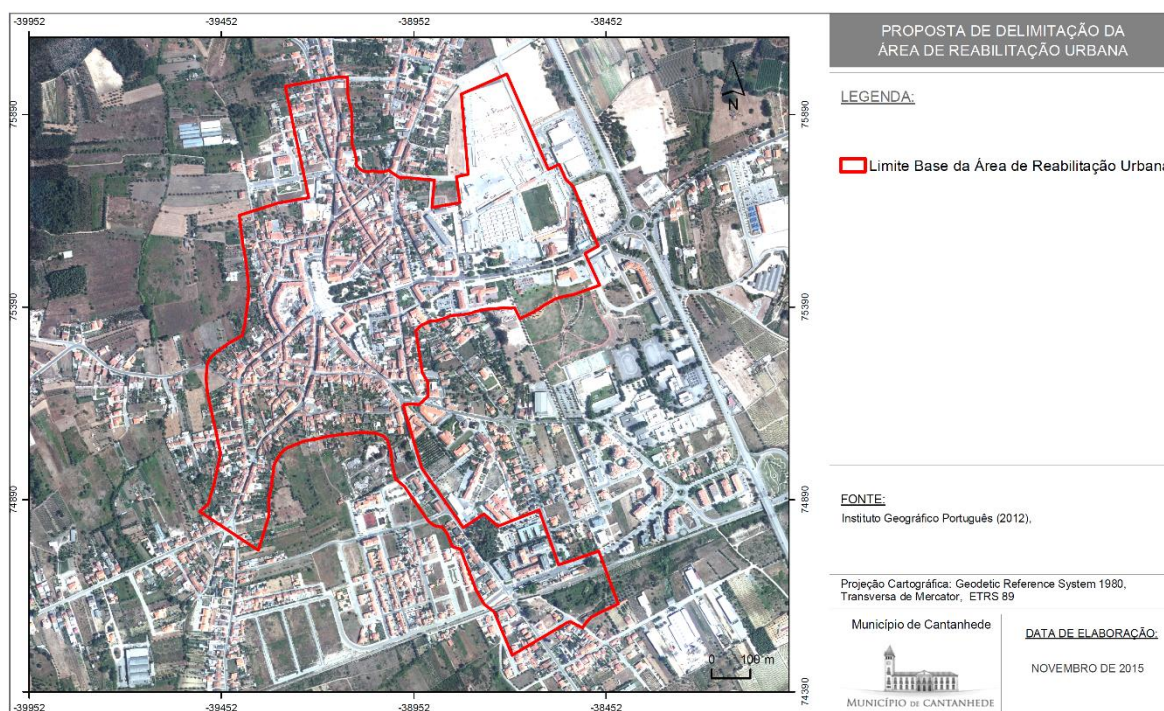 -39952
-39452
-38952
-38452
PROPOSTA DE DELIMITAÇÃO DA
ÁREA DE REABILITAÇÃO URBANA
N
LEGENDA:
Limite Base da Área de Reabilitação Urbana
75890
75890
75390
75390
74890
74890
FONTE:
Instituto Geográfico Português (2012),
Projeção Cartográfica: Geodetic Reference System 1980,
Transversa de Mercator, ETRS 89
Município de Cantanhede
MUNICÍPIO DE CANTANHEDE
DATA DE ELABORAÇÃO:
NOVEMBRO DE 2015
0 100 m
74390
74390
-39952
-39452
-38952
-38452